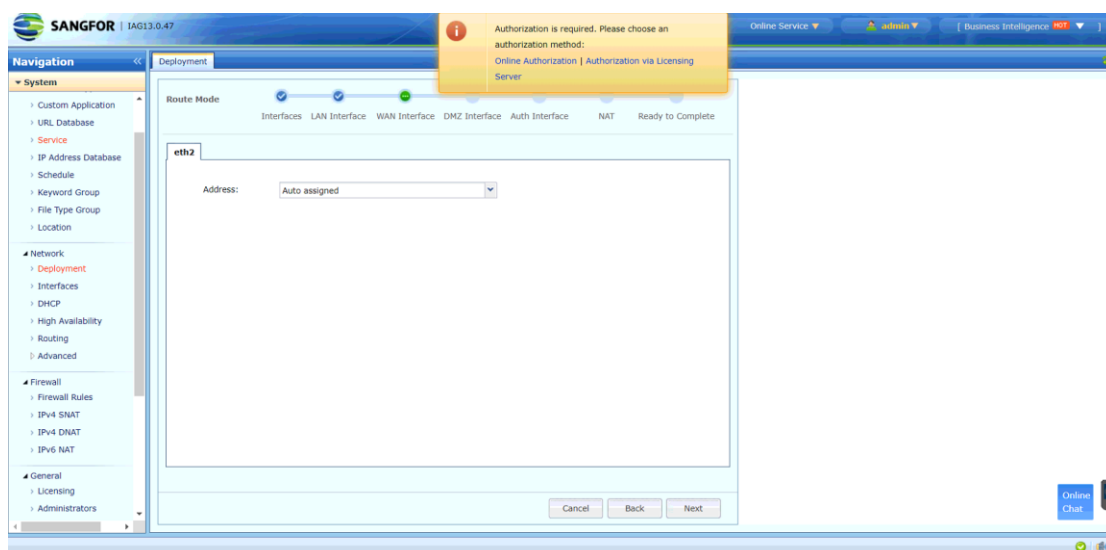 SANGFOR | IAG13.0.47
Authorization is required. Please choose an
authorization method:
Online Authorization | Authorization via Licensing
Server
Online Service
admin
[ Business Intelligence HOT ]
Navigation
System
Custom Application
URL Database
Service
IP Address Database
Schedule
Keyword Group
File Type Group
Location
Network
Deployment
Interfaces
DHCP
High Availability
Routing
Advanced
Firewall
Firewall Rules
IPv4 SNAT
IPv4 DNAT
IPv6 NAT
General
Licensing
Administrators
Deployment
Route Mode
Interfaces LAN Interface WAN Interface DMZ Interface Auth Interface NAT Ready to Complete
eth2
Address: Auto assigned
Cancel Back Next
Online
Chat